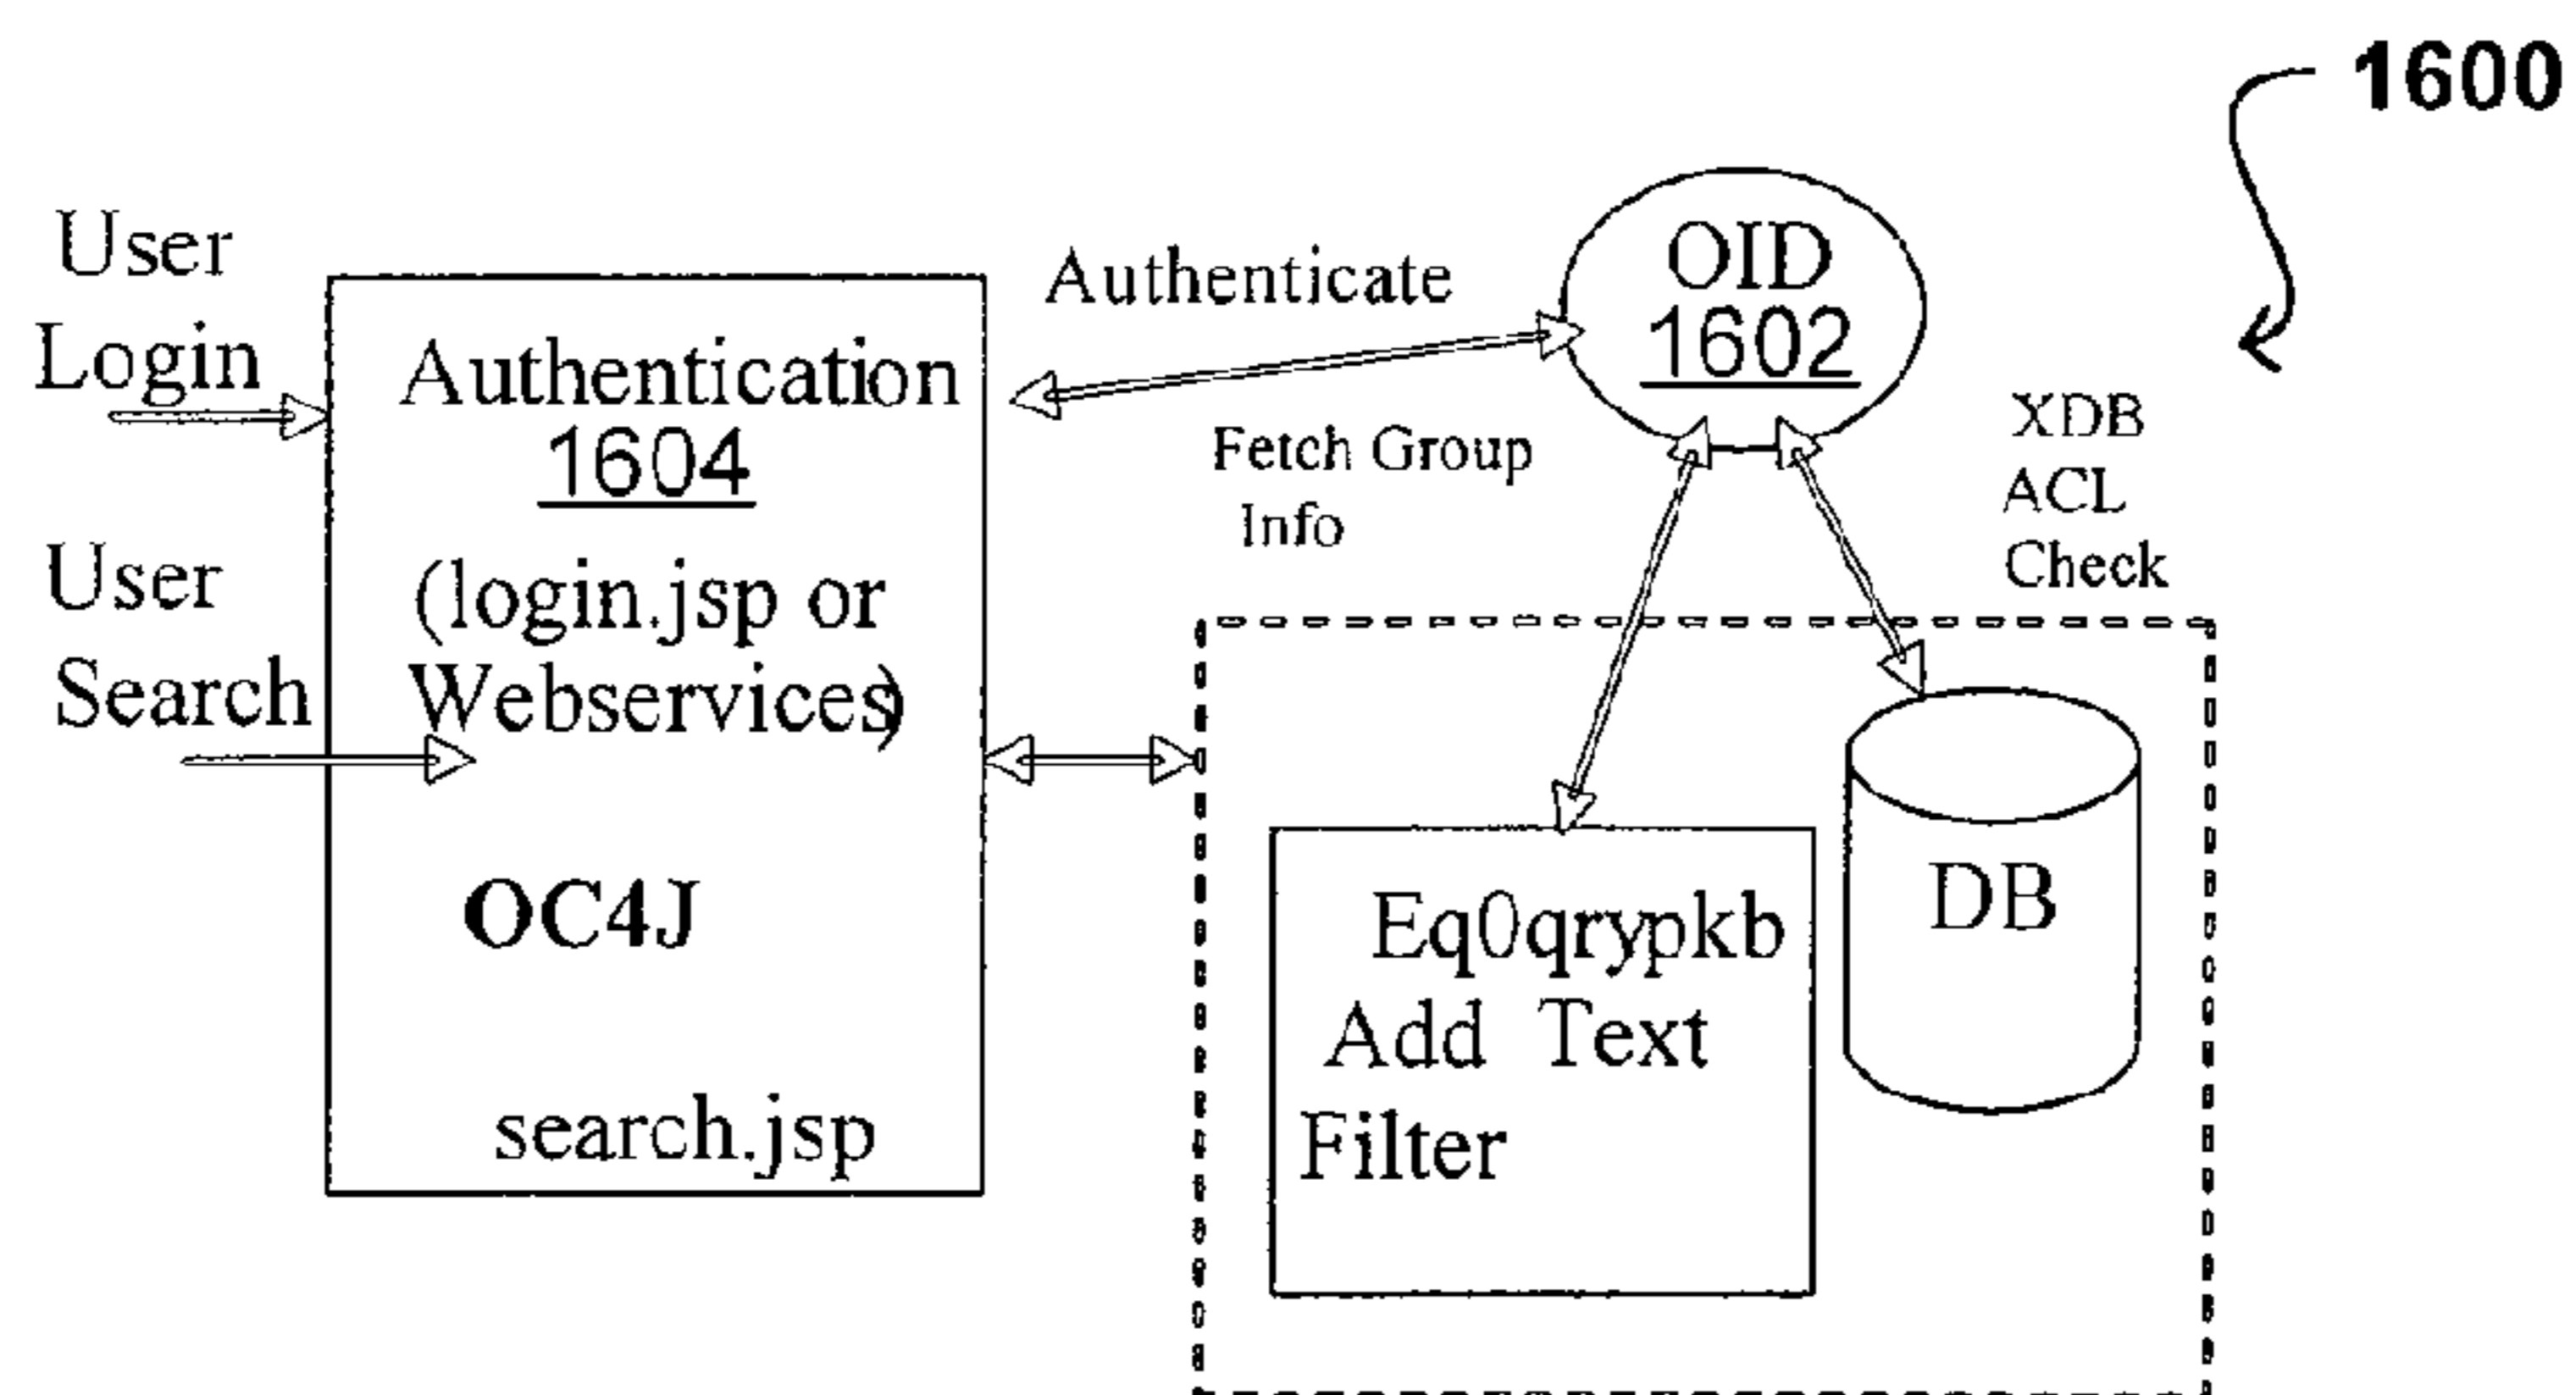 1600
User
Login
User
Search
Authentication
1604
(login.jsp or
Webservices)
OC4J
search.jsp
Authenticate
OID
1602
Fetch Group
Info
XDB
ACL
Check
Eq0qrypkb
Add Text
Filter
DB